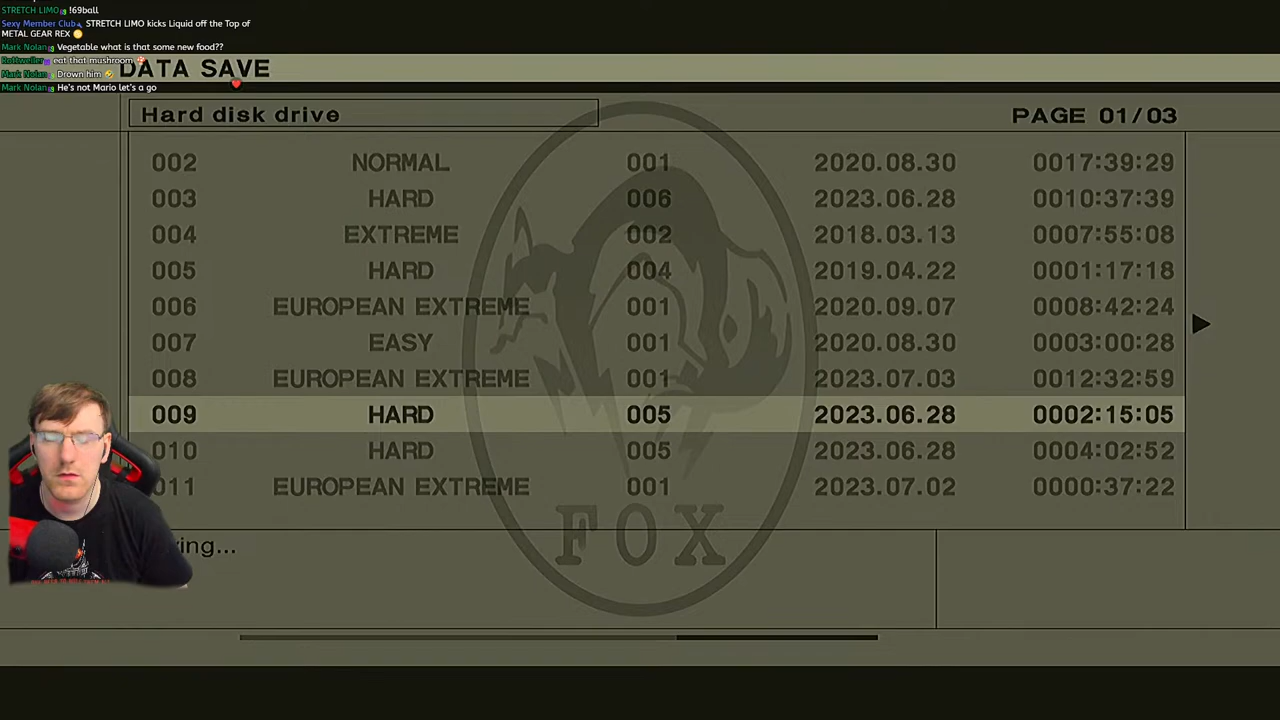 STRETCH LIMO: !69ball
Sexy Member Club: STRETCH LIMO kicks Liquid off the Top of
METAL GEAR REX
Mark Nolan: Vegetable what is that some new food??
Rottweiler: eat that mushroom
Mark Nolan: Drown him
Mark Nolan: He's not Mario let's a go
DATA SAVE
Hard disk drive PAGE 01/03
002 NORMAL 001 2020.08.30 0017:39:29
003 HARD 006 2023.06.28 0010:37:39
004 EXTREME 002 2018.03.13 0007:55:08
005 HARD 004 2019.04.22 0001:17:18
006 EUROPEAN EXTREME 001 2020.09.07 0008:42:24
007 EASY 001 2020.08.30 0003:00:28
008 EUROPEAN EXTREME 001 2023.07.03 0012:32:59
009 HARD 005 2023.06.28 0002:15:05
010 HARD 005 2023.06.28 0004:02:52
011 EUROPEAN EXTREME 001 2023.07.02 0000:37:22
FOX
ving...